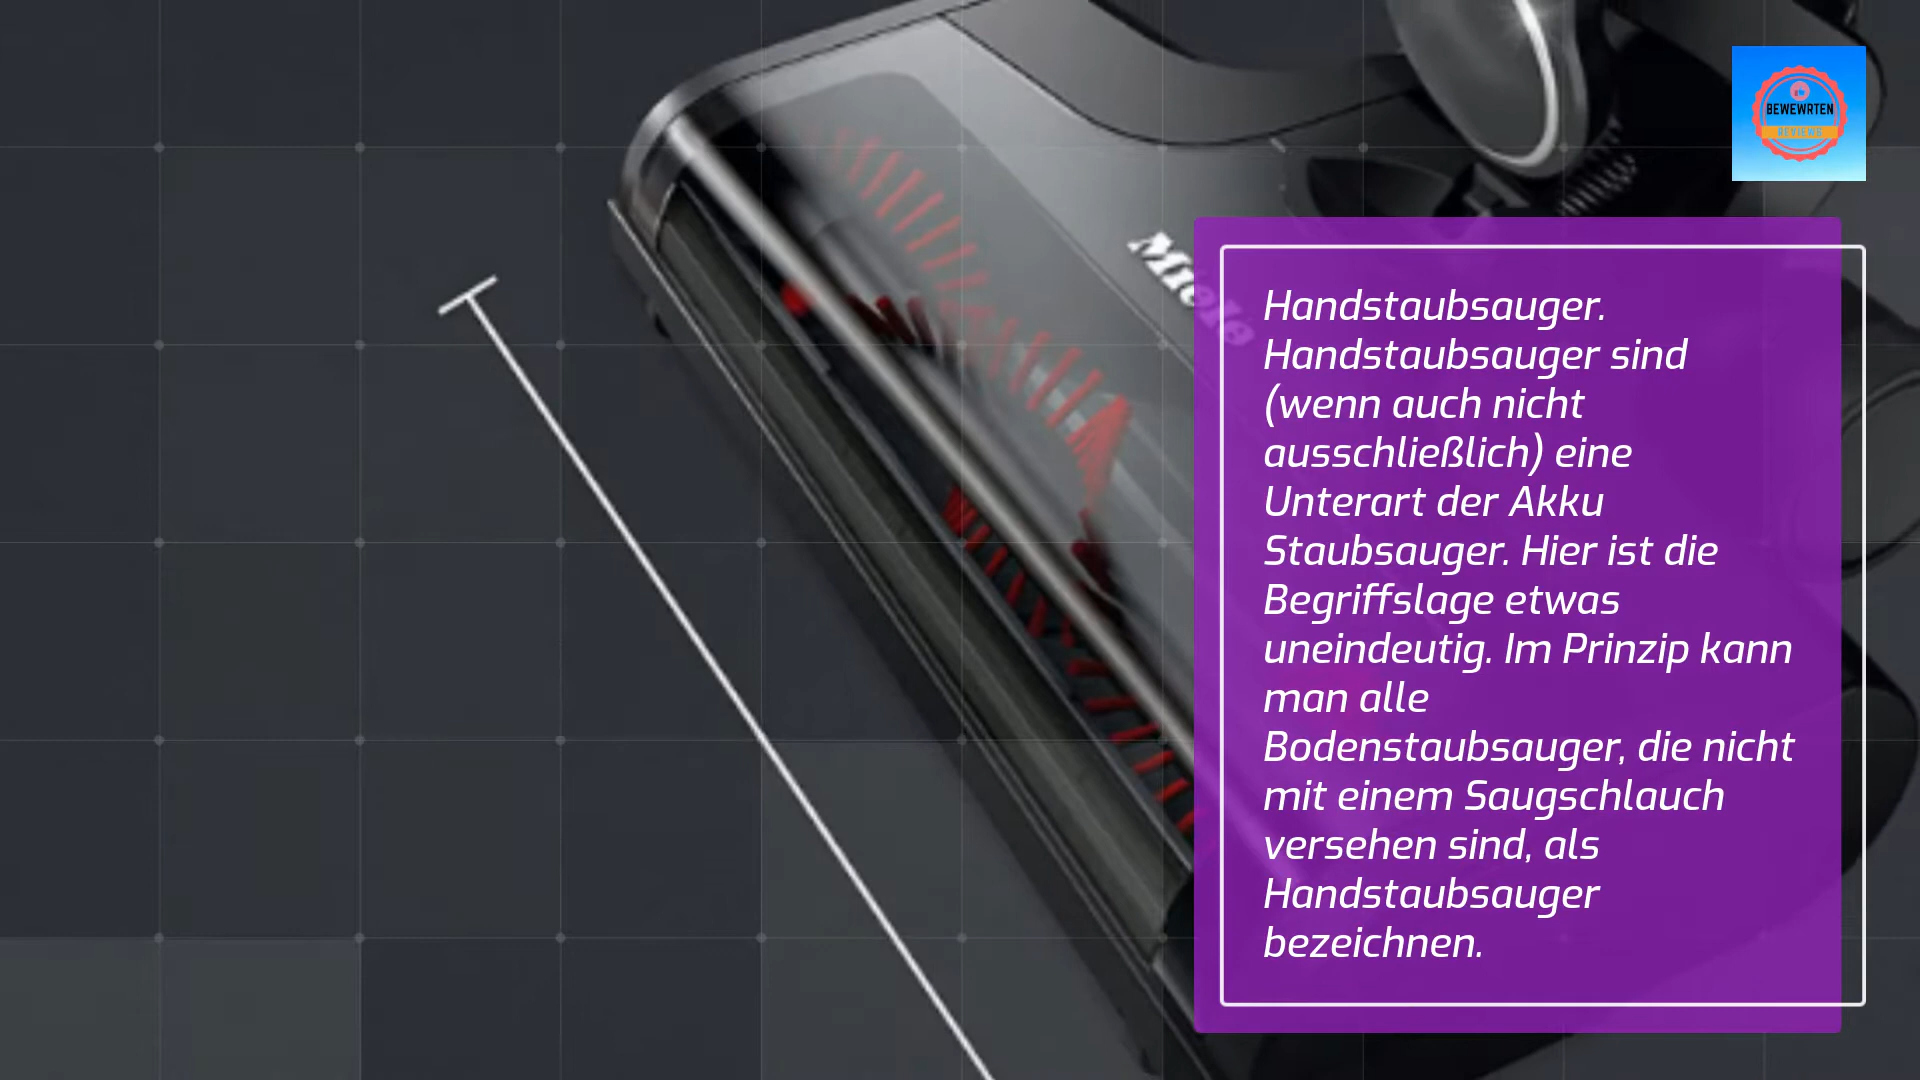 BEWEWRTEN
REVIEWS
Miele
Handstaubsauger.
Handstaubsauger sind
(wenn auch nicht
ausschließlich) eine
Unterart der Akku
Staubsauger. Hier ist die
Begriffslage etwas
uneindeutig. Im Prinzip kann
man alle
Bodenstaubsauger, die nicht
mit einem Saugschlauch
versehen sind, als
Handstaubsauger
bezeichnen.